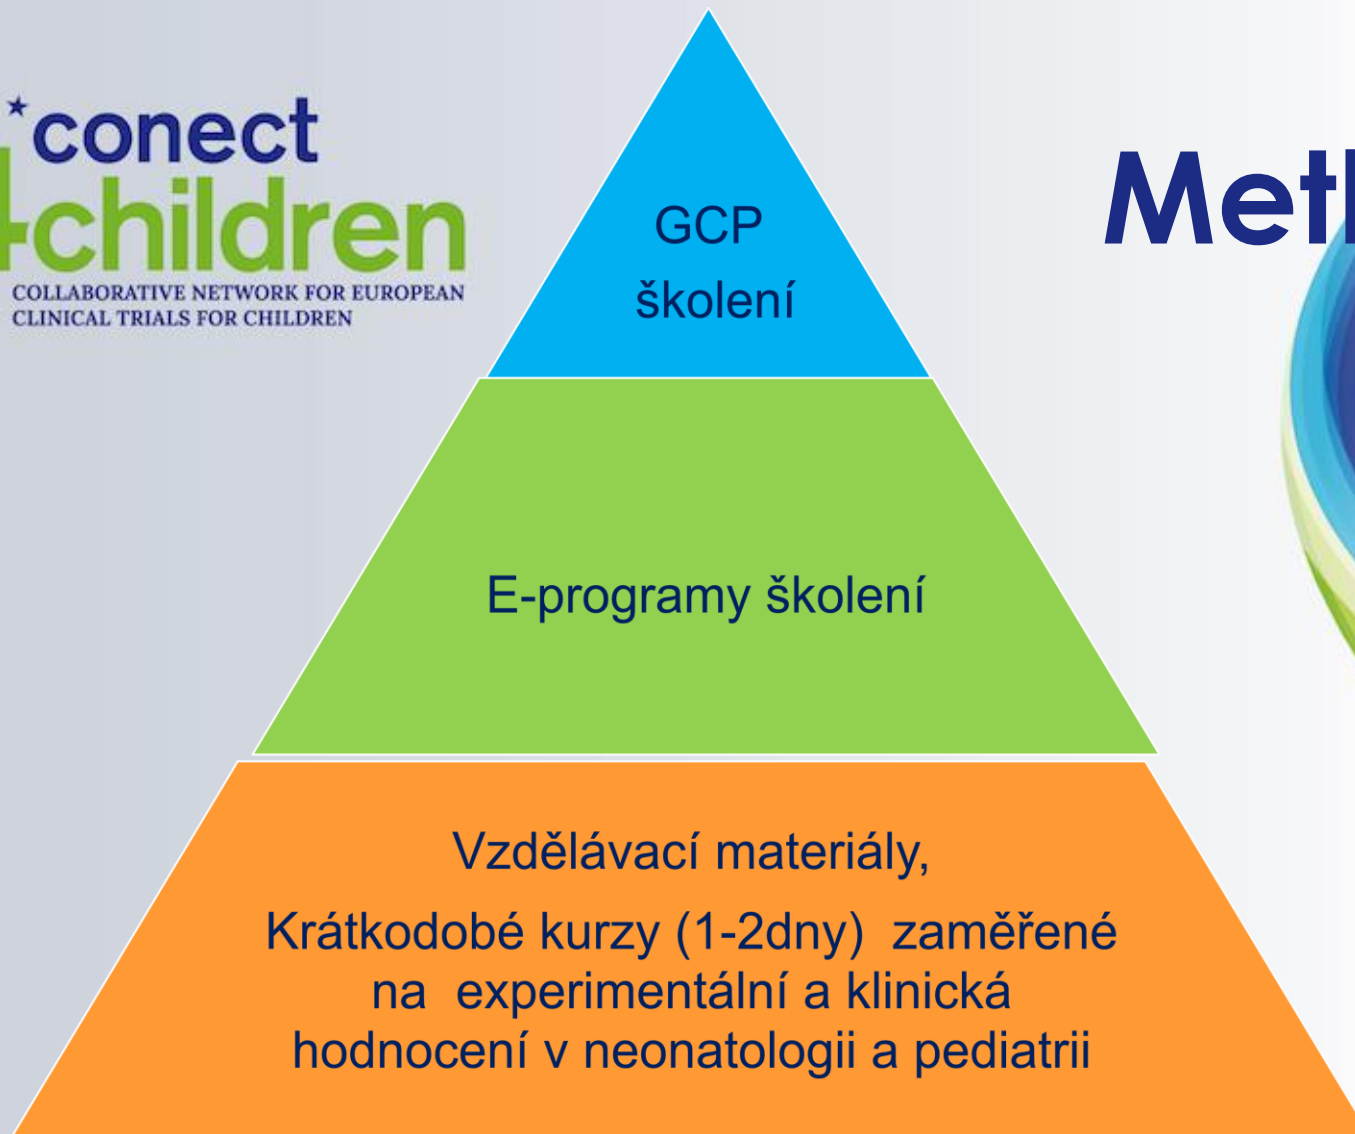 conect
4children
COLLABORATIVE NETWORK FOR EUROPEAN
CLINICAL TRIALS FOR CHILDREN
GCP
školení
E-programy školení
Vzdělávací materiály,
Krátkodobé kurzy (1-2dny) zaměřené
na experimentální a klinická
hodnocení v neonatologii a pediatrii